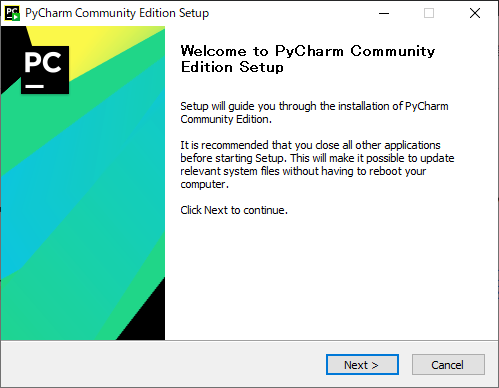 PyCharm Community Edition Setup
PC
Welcome to PyCharm Community
Edition Setup
Setup will guide you through the installation of PyCharm
Community Edition.
It is recommended that you close all other applications
before starting Setup. This will make it possible to update
relevant system files without having to reboot your
computer.
Click Next to continue.
Next >
Cancel